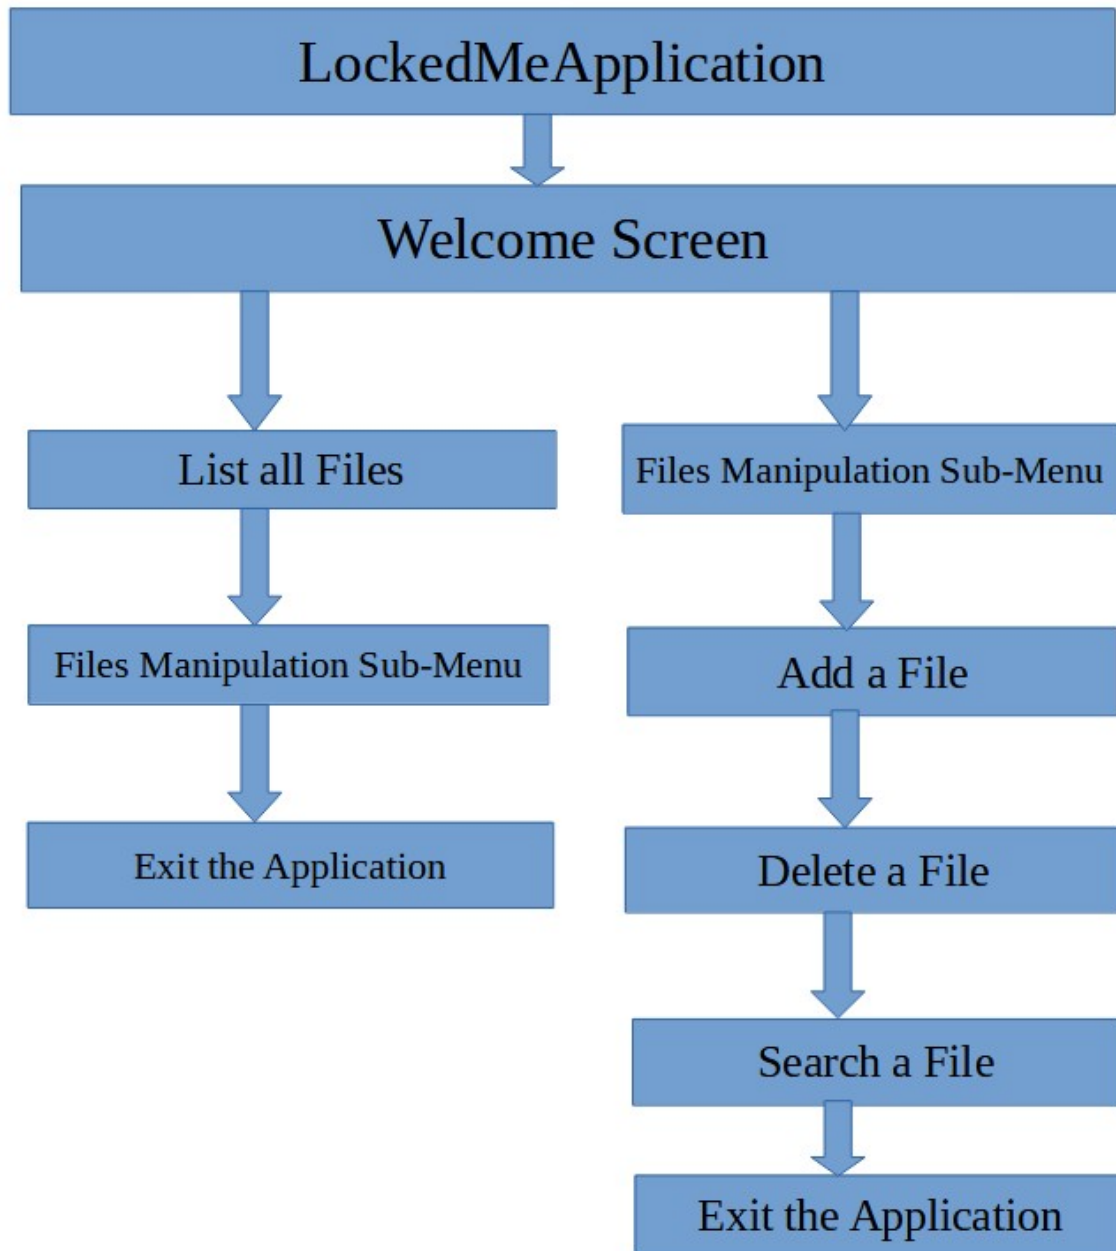 LockedMeApplication
Welcome Screen
List all Files
Files Manipulation Sub-Menu
Exit the Application
Files Manipulation Sub-Menu
Add a File
Delete a File
Search a File
Exit the Application